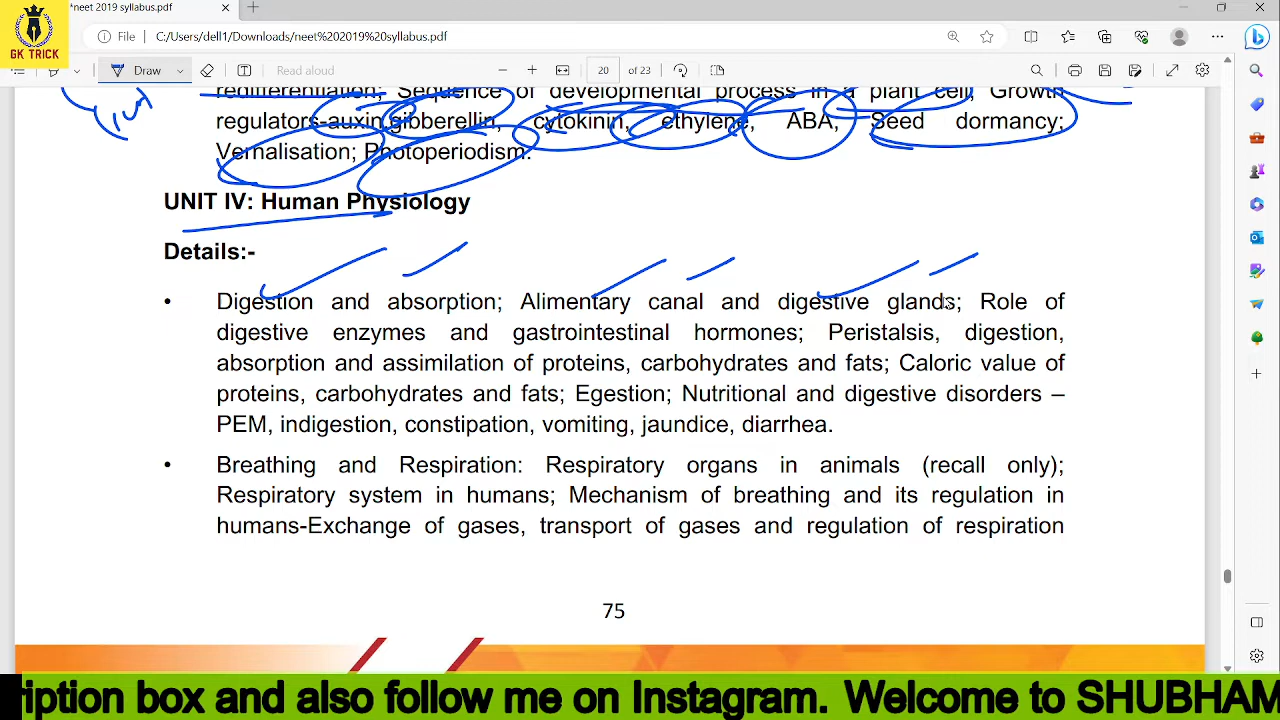 *neet 2019 syllabus.pdf
GK TRICK
File C:/Users/dell1/Downloads/neet%202019%20syllabus.pdf
Draw Read aloud 20 of 23
redifferentiation; Sequence of developmental process in a plant cell; Growth
regulators-auxin,gibberellin, cytokinin, ethylene, ABA; Seed dormancy;
Vernalisation; Photoperiodism.
UNIT IV: Human Physiology
Details:-
• Digestion and absorption; Alimentary canal and digestive glands; Role of
digestive enzymes and gastrointestinal hormones; Peristalsis, digestion,
absorption and assimilation of proteins, carbohydrates and fats; Caloric value of
proteins, carbohydrates and fats; Egestion; Nutritional and digestive disorders –
PEM, indigestion, constipation, vomiting, jaundice, diarrhea.
• Breathing and Respiration: Respiratory organs in animals (recall only);
Respiratory system in humans; Mechanism of breathing and its regulation in
humans-Exchange of gases, transport of gases and regulation of respiration
75
ription box and also follow me on Instagram. Welcome to SHUBHAM